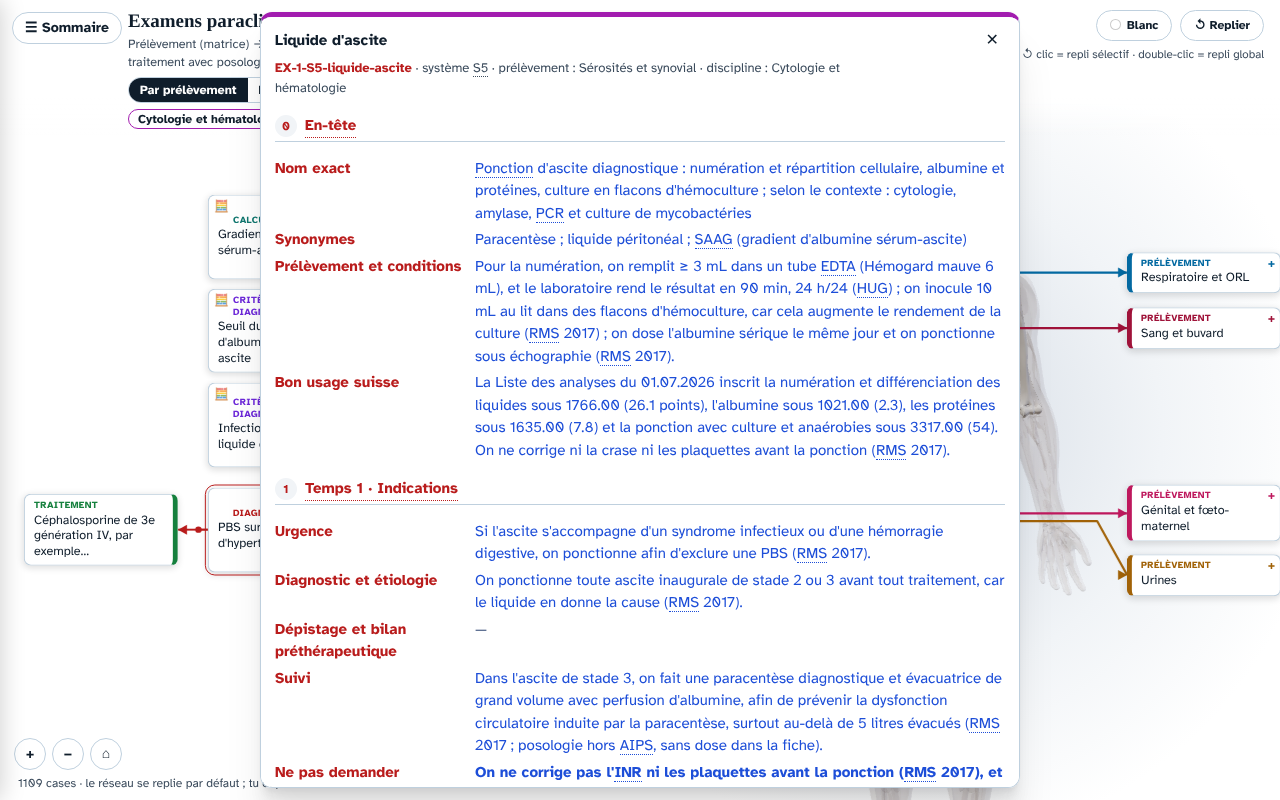 ☰ Sommaire
Examens paracli
Prélèvement (matrice)
traitement avec posolog
Par prélèvement
Cytologie et hématolo
Blanc
↺ Replier
↺ clic = repli sélectif · double-clic = repli global
CALCU
Gradien
sérum-a
CRITÈ
DIAGN
Seuil du
d'album
ascite
CRITÈ
DIAGN
Infectio
liquide
TRAITEMENT
Céphalosporine de 3e
génération IV, par
exemple...
DIAGN
PBS sur
d'hypert
Liquide d'ascite
✕
EX-1-S5-liquide-ascite · système S5 · prélèvement : Sérosités et synovial · discipline : Cytologie et
hématologie
0 En-tête
Nom exact
Ponction d'ascite diagnostique : numération et répartition cellulaire, albumine et
protéines, culture en flacons d'hémoculture ; selon le contexte : cytologie,
amylase, PCR et culture de mycobactéries
Synonymes
Paracentèse ; liquide péritonéal ; SAAG (gradient d'albumine sérum-ascite)
Prélèvement et conditions
Pour la numération, on remplit ≥ 3 mL dans un tube EDTA (Hémogard mauve 6
mL), et le laboratoire rend le résultat en 90 min, 24 h/24 (HUG) ; on inocule 10
mL au lit dans des flacons d'hémoculture, car cela augmente le rendement de la
culture (RMS 2017) ; on dose l'albumine sérique le même jour et on ponctionne
sous échographie (RMS 2017).
Bon usage suisse
La Liste des analyses du 01.07.2026 inscrit la numération et différenciation des
liquides sous 1766.00 (26.1 points), l'albumine sous 1021.00 (2.3), les protéines
sous 1635.00 (7.8) et la ponction avec culture et anaérobies sous 3317.00 (54).
On ne corrige ni la crase ni les plaquettes avant la ponction (RMS 2017).
1 Temps 1 · Indications
Urgence
Si l'ascite s'accompagne d'un syndrome infectieux ou d'une hémorragie
digestive, on ponctionne afin d'exclure une PBS (RMS 2017).
Diagnostic et étiologie
On ponctionne toute ascite inaugurale de stade 2 ou 3 avant tout traitement, car
le liquide en donne la cause (RMS 2017).
Dépistage et bilan
préthérapeutique
—
Suivi
Dans l'ascite de stade 3, on fait une paracentèse diagnostique et évacuatrice de
grand volume avec perfusion d'albumine, afin de prévenir la dysfonction
circulatoire induite par la paracentèse, surtout au-delà de 5 litres évacués (RMS
2017 ; posologie hors AIPS, sans dose dans la fiche).
Ne pas demander
On ne corrige pas l'INR ni les plaquettes avant la ponction (RMS 2017), et
PRÉLÈVEMENT +
Respiratoire et ORL
PRÉLÈVEMENT +
Sang et buvard
PRÉLÈVEMENT +
Génital et fœto-
maternel
PRÉLÈVEMENT +
Urines
+ − ⌂
1109 cases · le réseau se replie par défaut ; tu